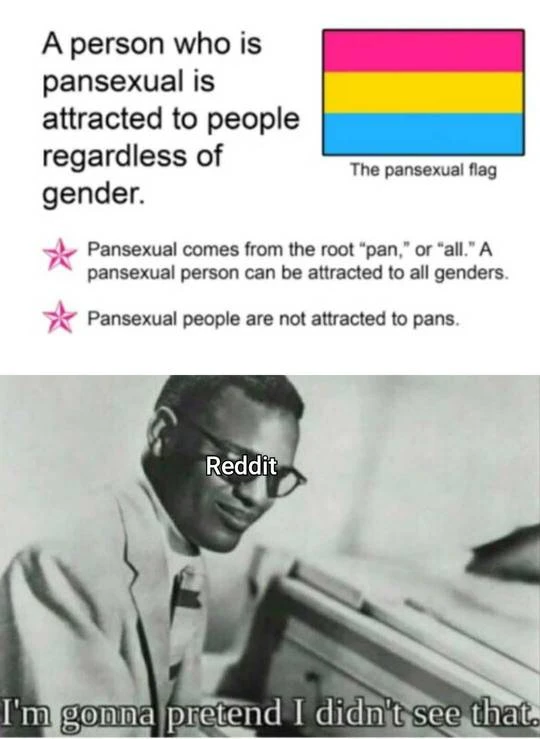 A person who is
pansexual is
attracted to people
regardless of
gender.
The pansexual flag
Pansexual comes from the root “pan,” or “all.” A
pansexual person can be attracted to all genders.
Pansexual people are not attracted to pans.
Reddit
I'm gonna pretend I didn't see that.